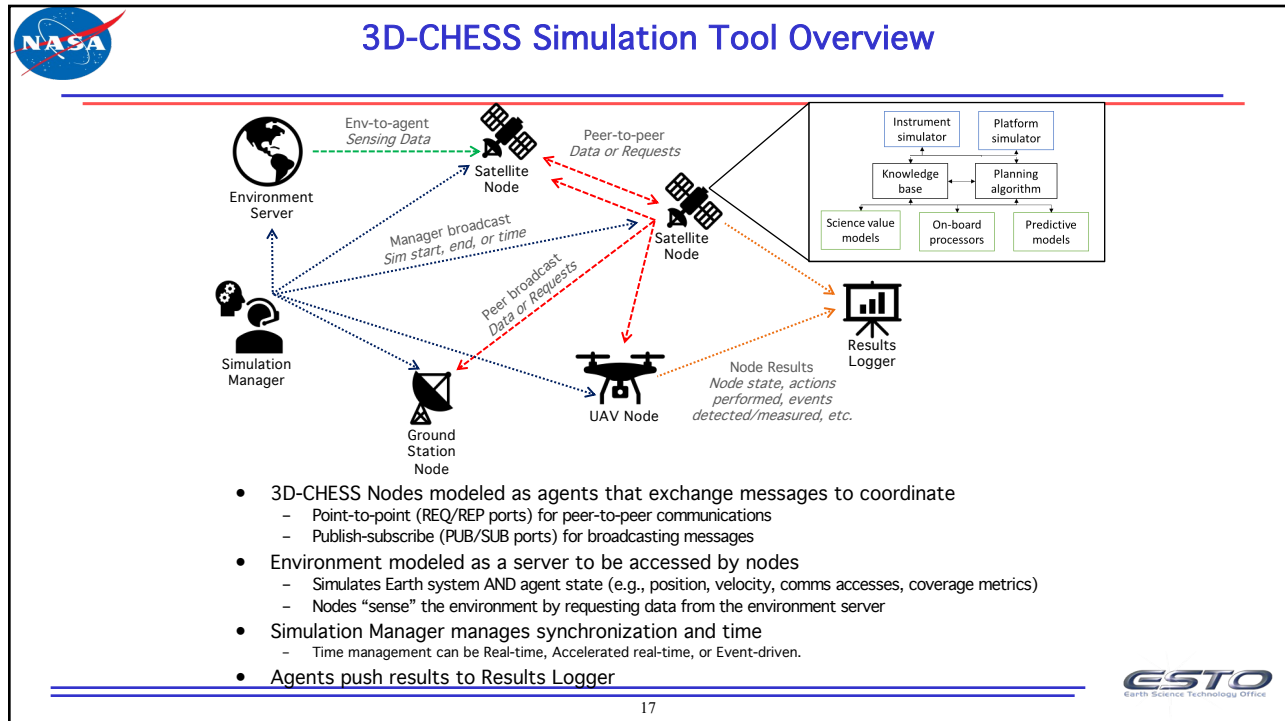 NASA
3D-CHESS Simulation Tool Overview
Env-to-agent
Sensing Data
Peer-to-peer
Data or Requests
Satellite
Node
Environment
Server
Satellite
Node
Manager broadcast
Sim start, end, or time
Peer broadcast
Data or Requests
Instrument
simulator
Platform
simulator
Knowledge
base
Planning
algorithm
Science value
models
On-board
processors
Predictive
models
Simulation
Manager
Results
Logger
Node Results
Node state, actions
performed, events
detected/measured, etc.
UAV Node
Ground
Station
Node
• 3D-CHESS Nodes modeled as agents that exchange messages to coordinate
– Point-to-point (REQ/REP ports) for peer-to-peer communications
– Publish-subscribe (PUB/SUB ports) for broadcasting messages
• Environment modeled as a server to be accessed by nodes
– Simulates Earth system AND agent state (e.g., position, velocity, comms accesses, coverage metrics)
– Nodes “sense” the environment by requesting data from the environment server
• Simulation Manager manages synchronization and time
– Time management can be Real-time, Accelerated real-time, or Event-driven.
• Agents push results to Results Logger
ESTO
Earth Science Technology Office
17